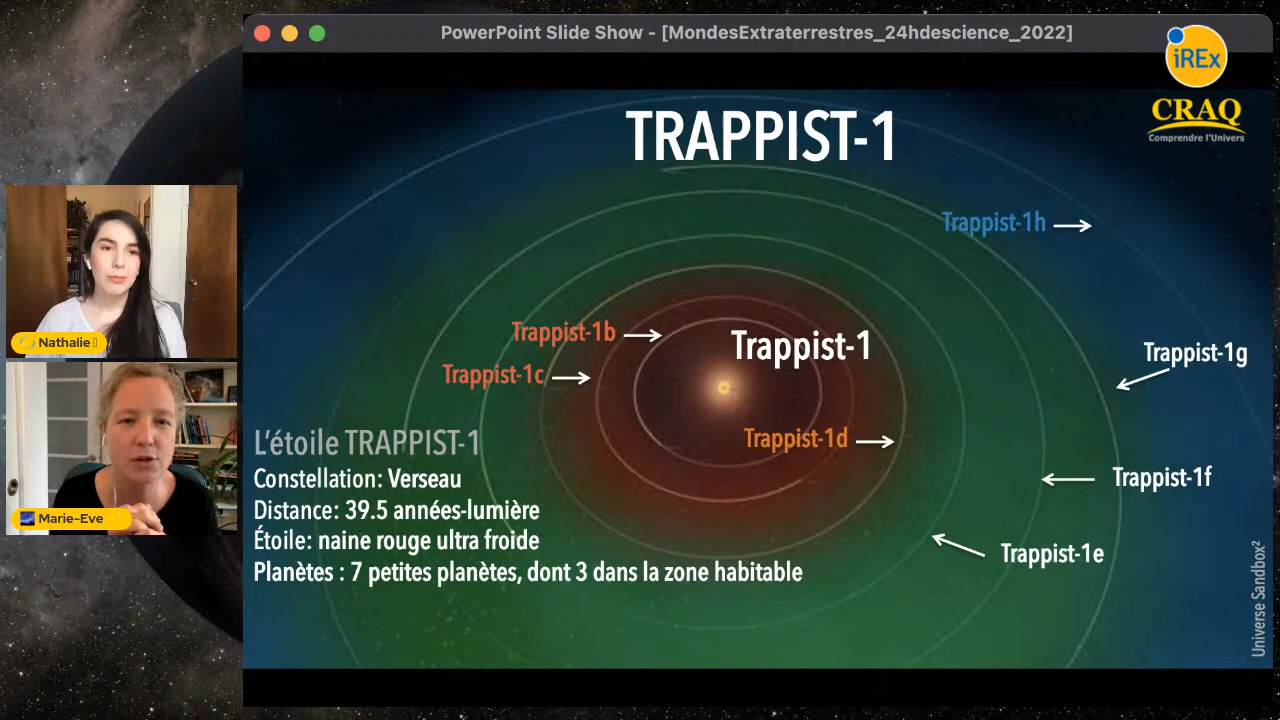 PowerPoint Slide Show - [MondesExtraterrestres_24hdescience_2022]
iREx
CRAQ
Comprendre l'Univers
TRAPPIST-1
Trappist-1h
Trappist-1b
Trappist-1
Trappist-1g
Trappist-1c
Trappist-1d
L'étoile TRAPPIST-1
Constellation: Verseau
Distance: 39.5 années-lumière
Étoile: naine rouge ultra froide
Planètes : 7 petites planètes, dont 3 dans la zone habitable
Trappist-1f
Trappist-1e
Universe Sandbox²
Nathalie
Marie-Eve